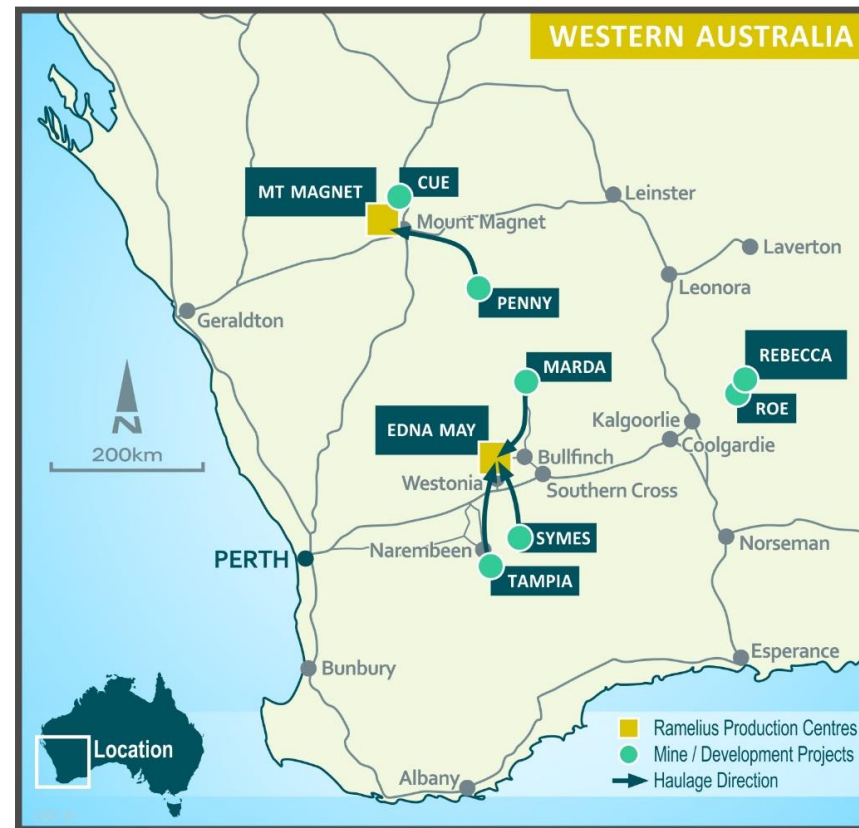 WESTERN AUSTRALIA
CUE
MT MAGNET
Mount Magnet
Leinster
Laverton
Leonora
PENNY
Geraldton
MARDA
REBECCA
ROE
N
200km
EDNA MAY
Kalgoorlie
Coolgardie
Bullfinch
Westonia
Southern Cross
SYMES
Narembeen
PERTH
TAMPIA
Norseman
Bunbury
Esperance
Location
Albany
Ramelius Production Centres
Mine / Development Projects
Haulage Direction